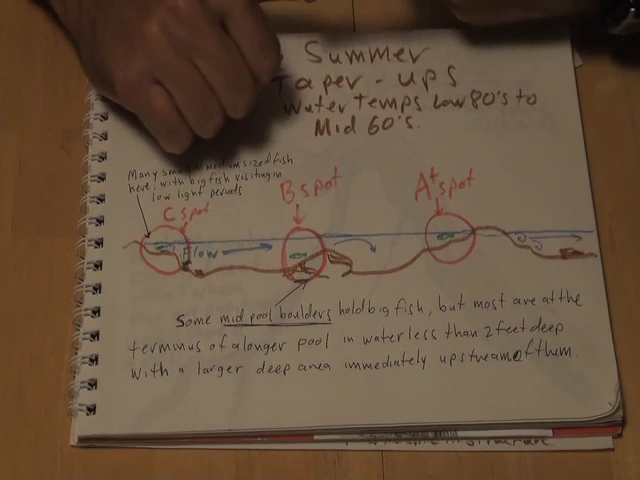 Summer
Taper-ups
Water Temps Low 80's to
Mid 60's.
Many small & medium sized fish
here, with big fish visiting in
low light periods
C spot
B spot
A+ spot
Flow
Some mid pool boulders hold big fish, but most are at the
terminus of a longer pool in water less than 2 feet deep
with a larger deep area immediately upstream of them.